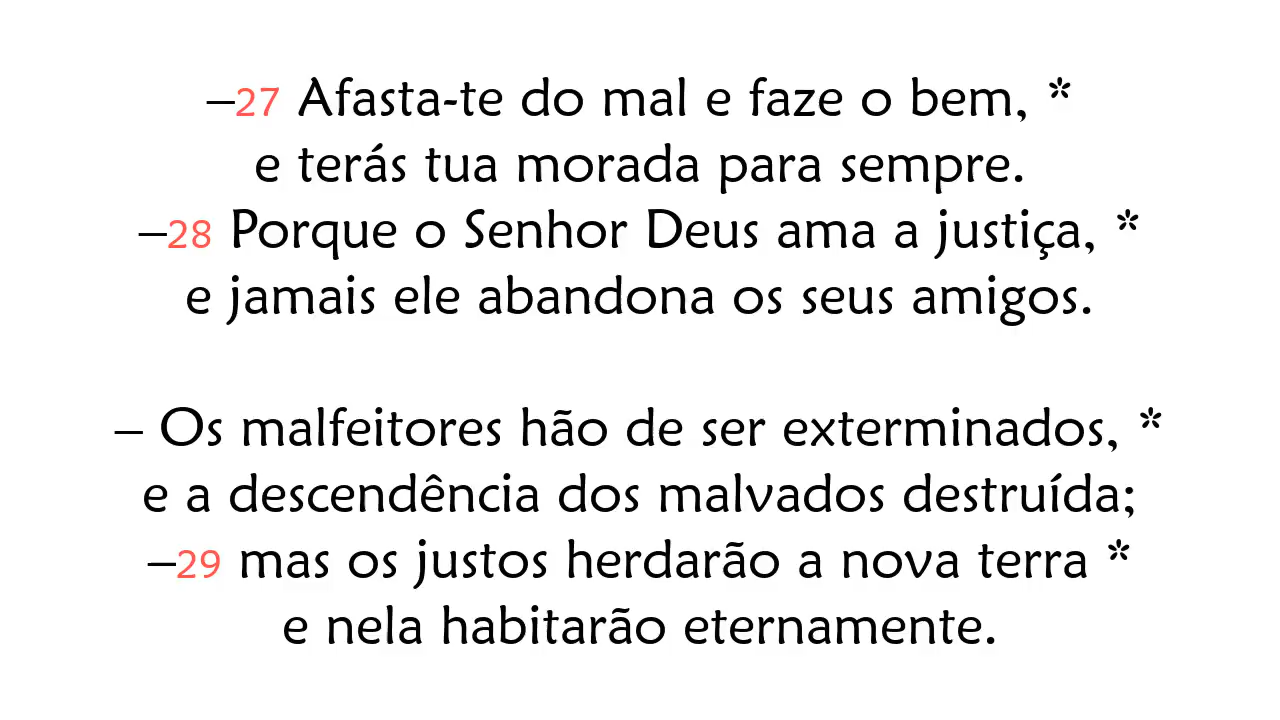 –27 Afasta-te do mal e faze o bem, *
e terás tua morada para sempre.
–28 Porque o Senhor Deus ama a justiça, *
e jamais ele abandona os seus amigos.
– Os malfeitores hão de ser exterminados, *
e a descendência dos malvados destruída;
–29 mas os justos herdarão a nova terra *
e nela habitarão eternamente.